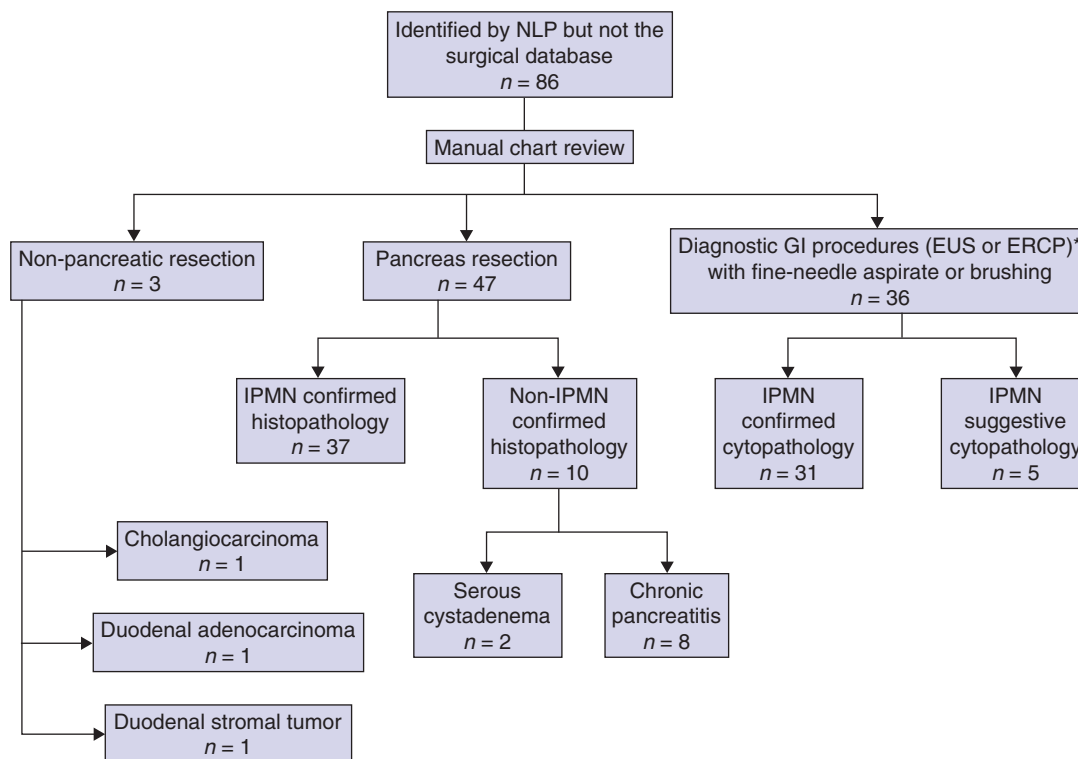 Identified by NLP but not the
surgical database
n = 86
Manual chart review
Non-pancreatic resection
n = 3
Pancreas resection
n = 47
Diagnostic GI procedures (EUS or ERCP)*
with fine-needle aspirate or brushing
n = 36
IPMN confirmed
histopathology
n = 37
Non-IPMN
confirmed
histopathology
n = 10
IPMN
confirmed
cytopathology
n = 31
IPMN
suggestive
cytopathology
n = 5
Cholangiocarcinoma
n = 1
Serous
cystadenema
n = 2
Chronic
pancreatitis
n = 8
Duodenal adenocarcinoma
n = 1
Duodenal stromal tumor
n = 1